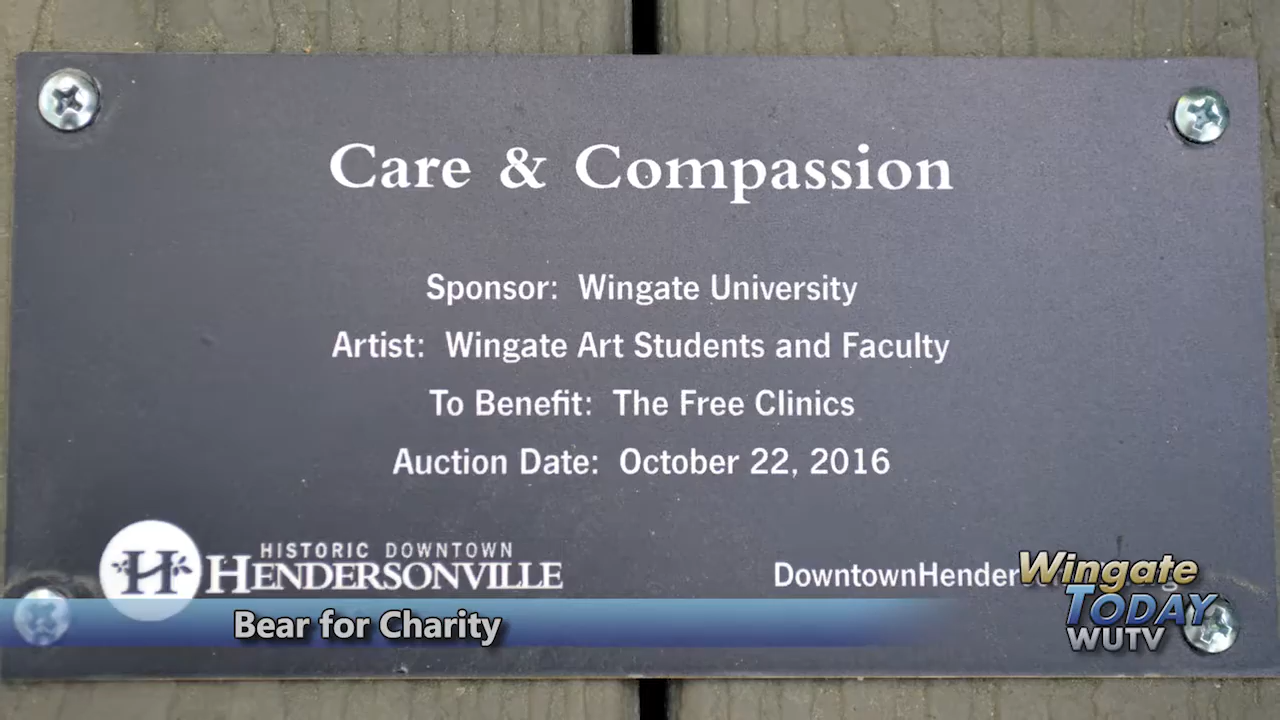 Care & Compassion
Sponsor: Wingate University
Artist: Wingate Art Students and Faculty
To Benefit: The Free Clinics
Auction Date: October 22, 2016
H
HISTORIC DOWNTOWN
HENDERSONVILLE
Bear for Charity
Wingate
TODAY
WUTV